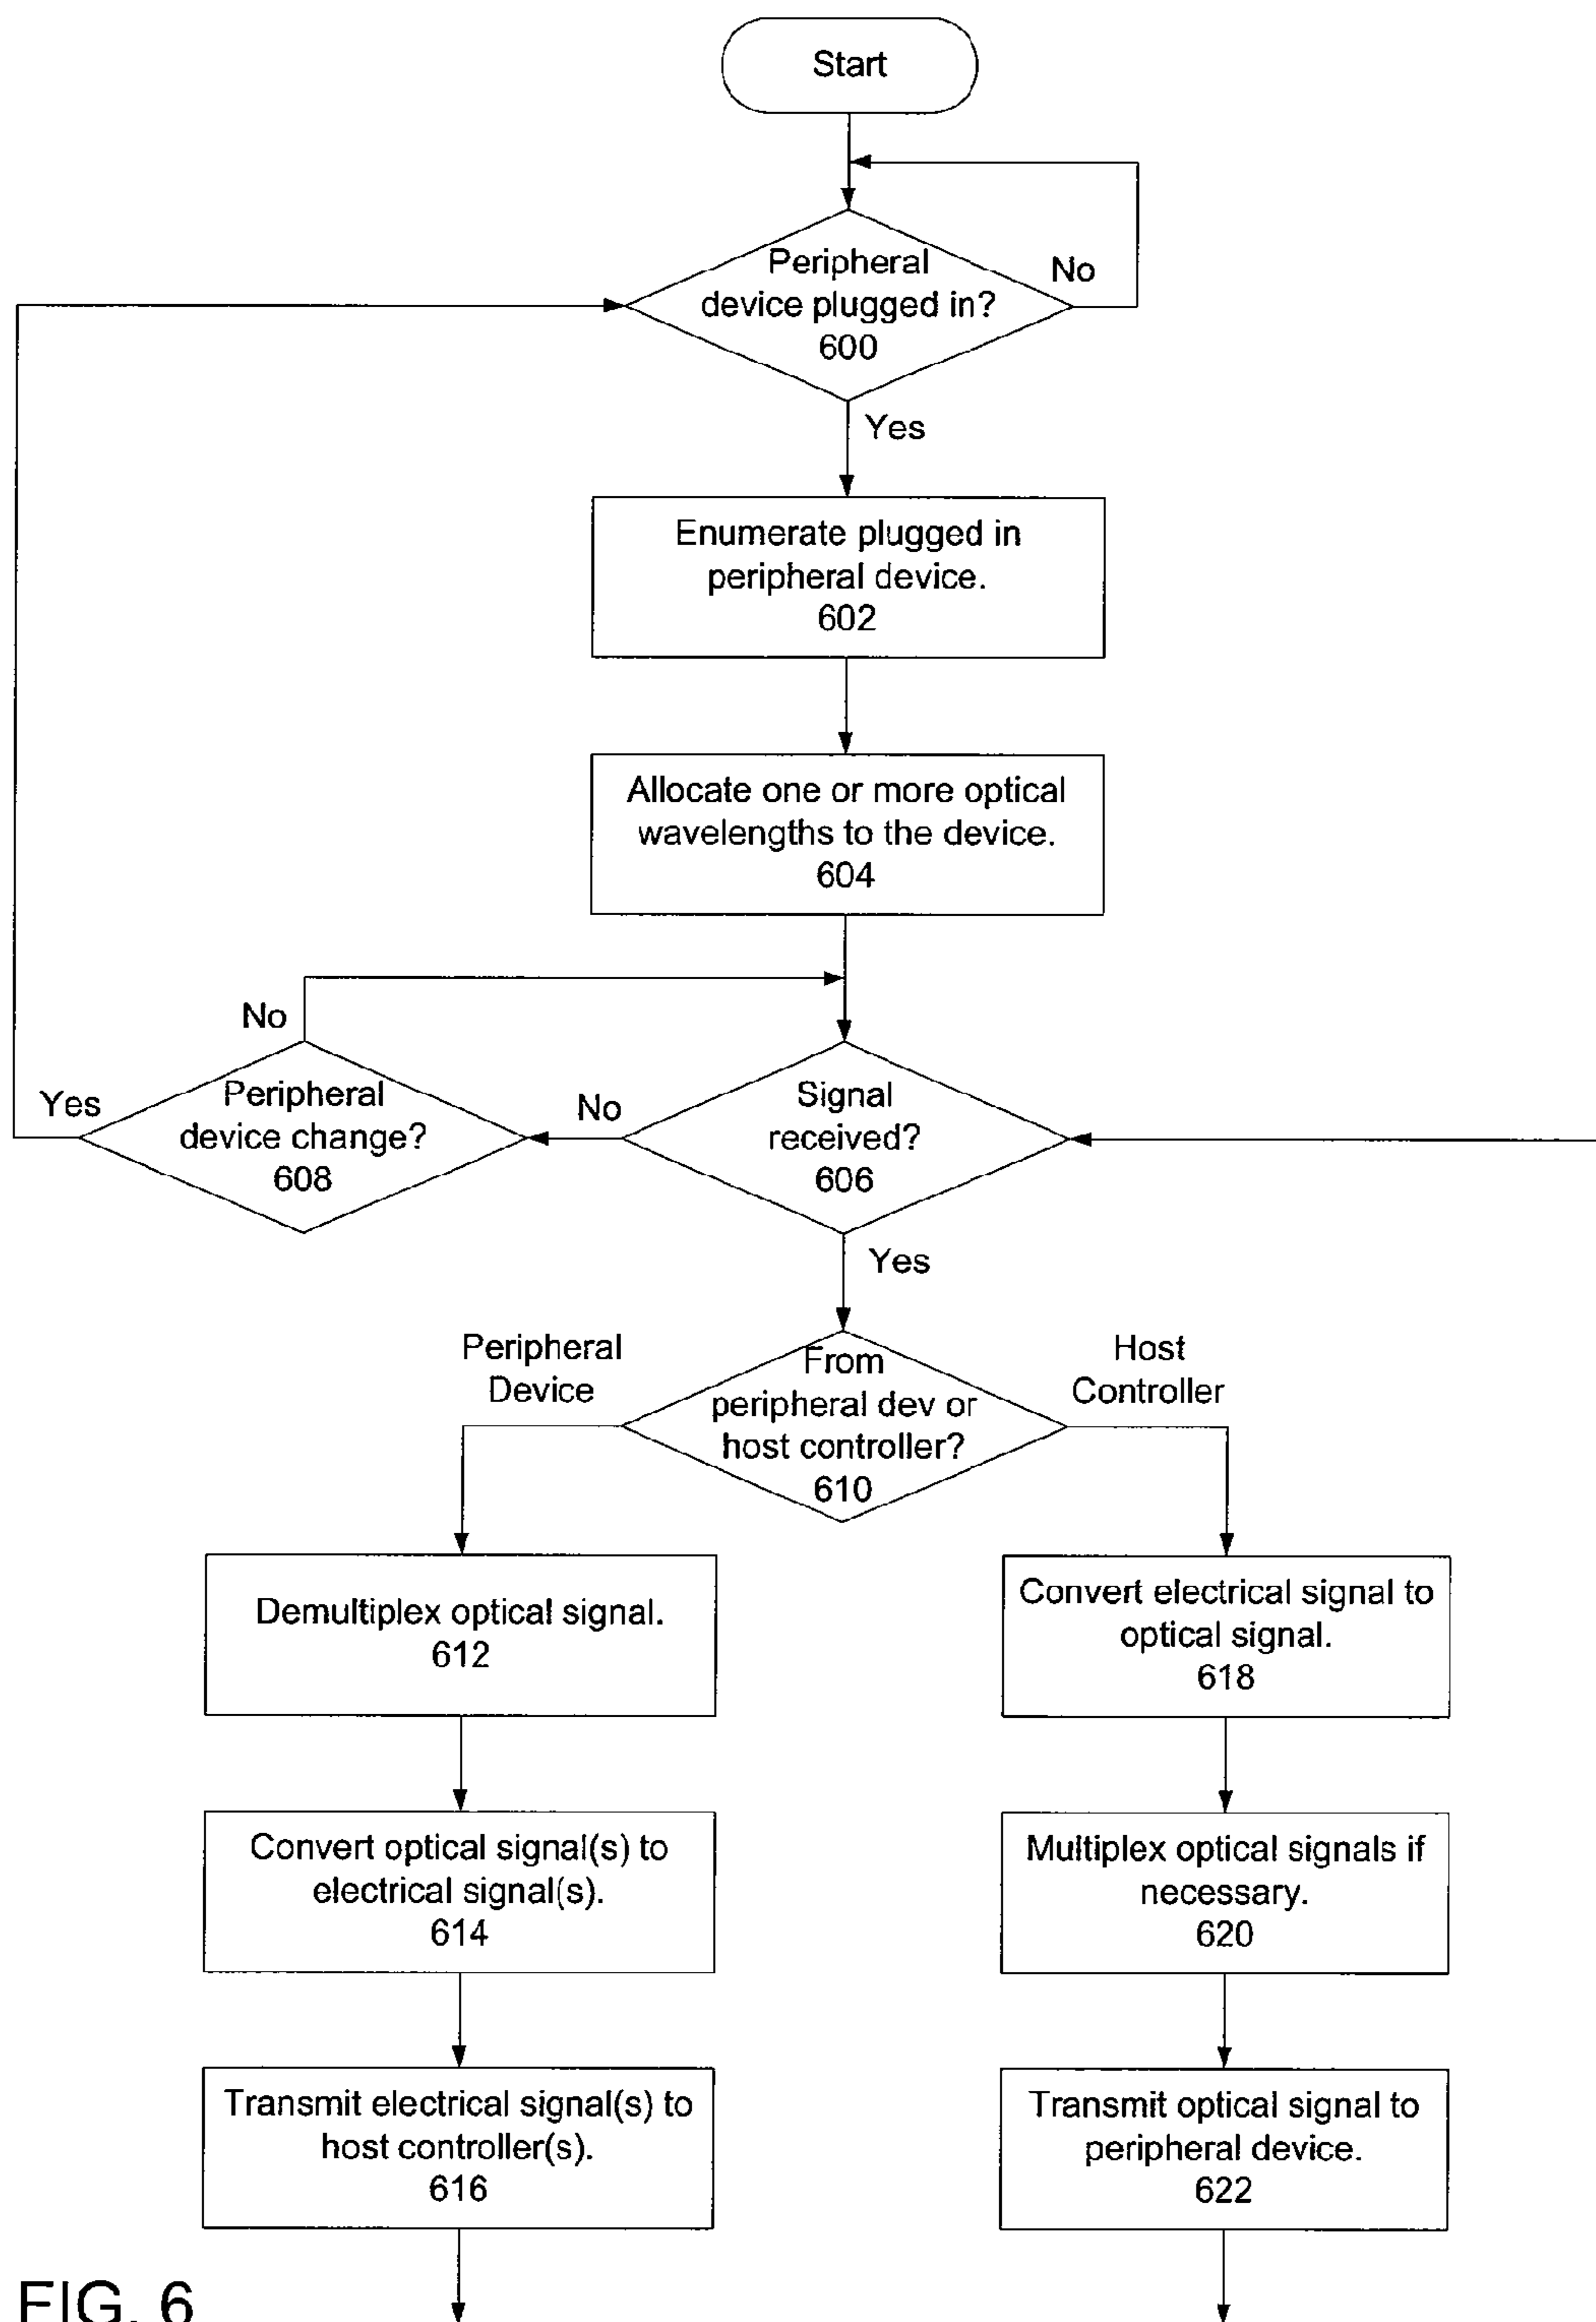 Start
Peripheral
device plugged in?
600
No
Yes
Enumerate plugged in
peripheral device.
602
Allocate one or more optical
wavelengths to the device.
604
No
Yes
Peripheral
device change?
608
No
Signal
received?
606
Yes
Peripheral
Device
From
peripheral dev or
host controller?
610
Host
Controller
Demultiplex optical signal.
612
Convert electrical signal to
optical signal.
618
Convert optical signal(s) to
electrical signal(s).
614
Multiplex optical signals if
necessary.
620
Transmit electrical signal(s) to
host controller(s).
616
Transmit optical signal to
peripheral device.
622
FIG. 6